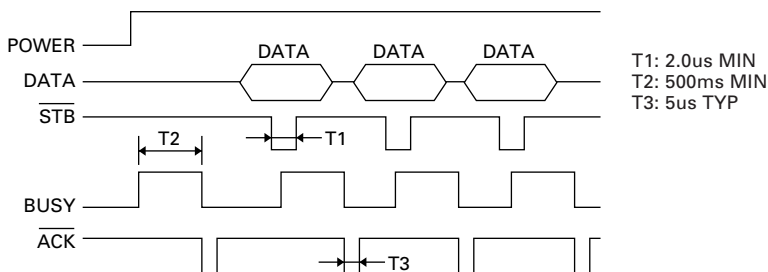 POWER
DATA
DATA DATA DATA
T1: 2.0us MIN
T2: 500ms MIN
T3: 5us TYP
STB
T2
T1
BUSY
ACK
T3